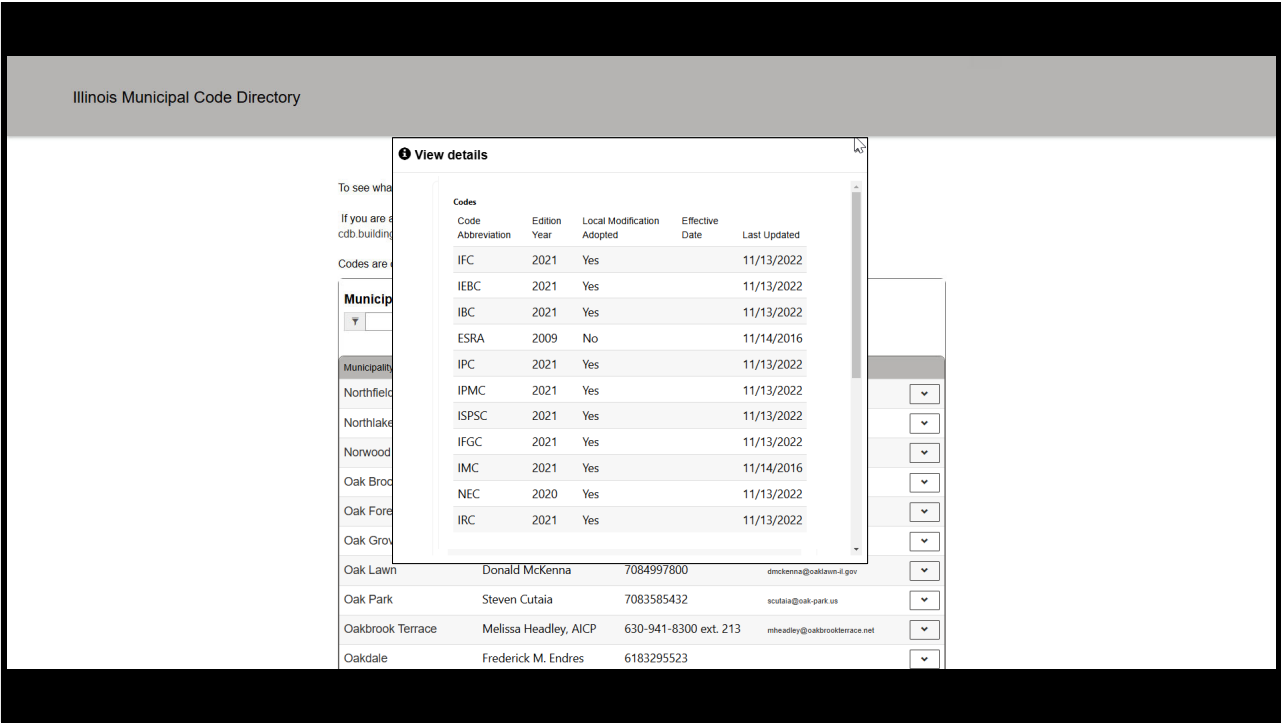 Illinois Municipal Code Directory
View details
To see wha
If you are a
cdb.building
Codes are
Municip
Codes
Code Abbreviation Edition Year Local Modification Adopted Effective Date Last Updated
IFC 2021 Yes 11/13/2022
IEBC 2021 Yes 11/13/2022
IBC 2021 Yes 11/13/2022
ESRA 2009 No 11/14/2016
IPC 2021 Yes 11/13/2022
IPMC 2021 Yes 11/13/2022
ISPSC 2021 Yes 11/13/2022
IFGC 2021 Yes 11/13/2022
IMC 2021 Yes 11/14/2016
NEC 2020 Yes 11/13/2022
IRC 2021 Yes 11/13/2022
Municipality
Northfield
Northlake
Norwood
Oak Broo
Oak Fore
Oak Grov
Oak Lawn Donald McKenna 7084997800 dmckenna@oaklawn-il.gov
Oak Park Steven Cutaia 7083585432 scutaia@oak-park.us
Oakbrook Terrace Melissa Headley, AICP 630-941-8300 ext. 213 mheadley@oakbrookterrace.net
Oakdale Frederick M. Endres 6183295523